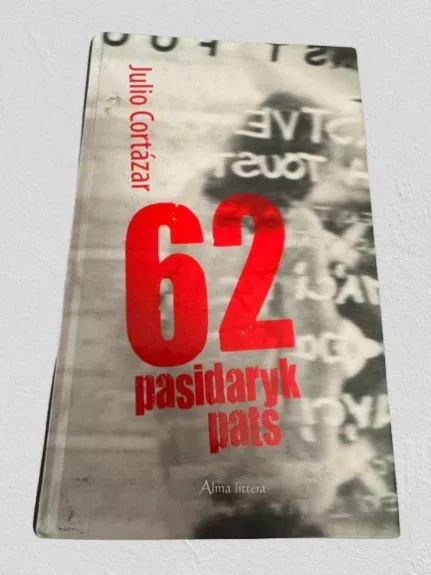 Julio Cortázar
62
pasidaryk
pats
Alma littera